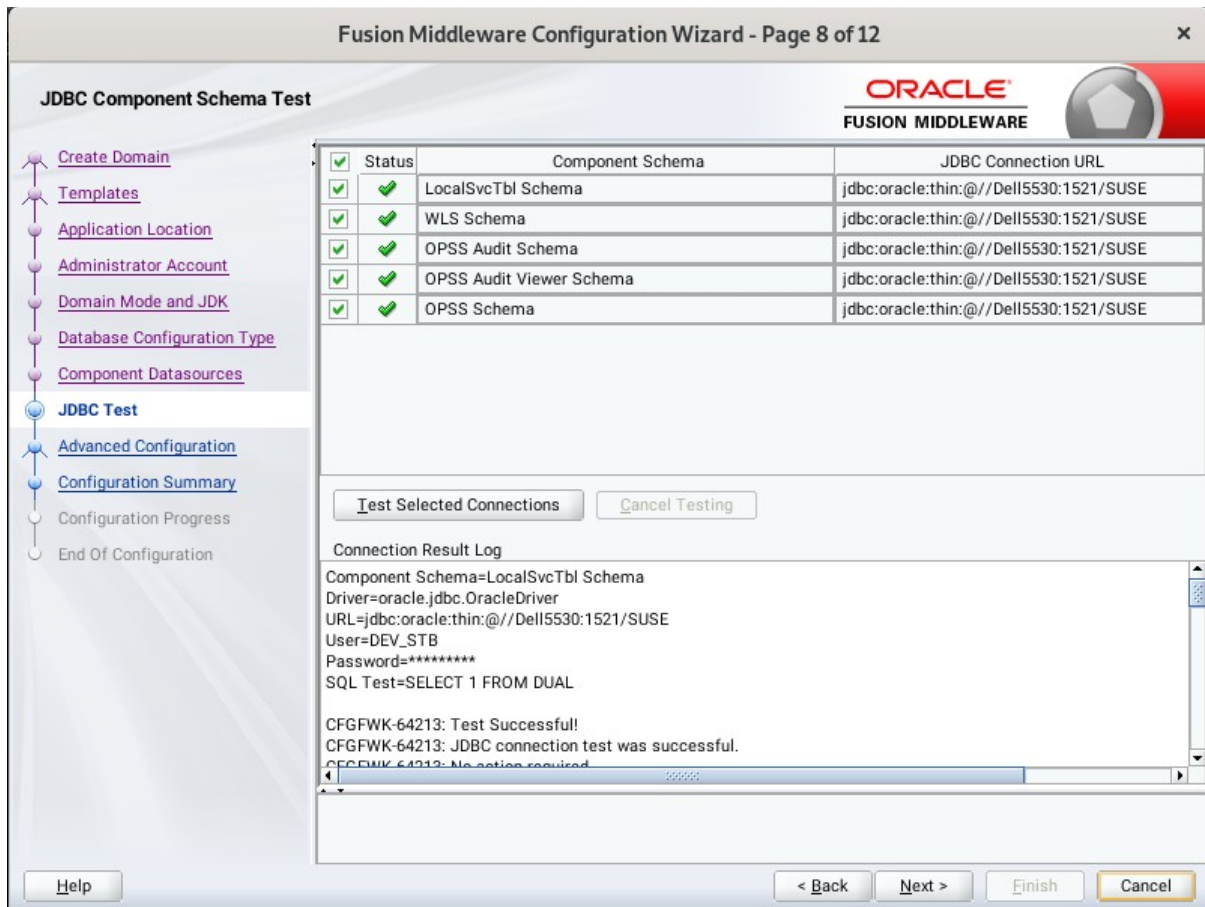 Fusion Middleware Configuration Wizard - Page 8 of 12
JDBC Component Schema Test
ORACLE
FUSION MIDDLEWARE
Create Domain
Templates
Application Location
Administrator Account
Domain Mode and JDK
Database Configuration Type
Component Datasources
JDBC Test
Advanced Configuration
Configuration Summary
Configuration Progress
End Of Configuration
Status Component Schema JDBC Connection URL
LocalSvcTbl Schema jdbc:oracle:thin:@//Dell5530:1521/SUSE
WLS Schema jdbc:oracle:thin:@//Dell5530:1521/SUSE
OPSS Audit Schema jdbc:oracle:thin:@//Dell5530:1521/SUSE
OPSS Audit Viewer Schema jdbc:oracle:thin:@//Dell5530:1521/SUSE
OPSS Schema jdbc:oracle:thin:@//Dell5530:1521/SUSE
Test Selected Connections Cancel Testing
Connection Result Log
Component Schema=LocalSvcTbl Schema
Driver=oracle.jdbc.OracleDriver
URL=jdbc:oracle:thin:@//Dell5530:1521/SUSE
User=DEV_STB
Password=*********
SQL Test=SELECT 1 FROM DUAL
CFGFWK-64213: Test Successful!
CFGFWK-64213: JDBC connection test was successful.
CFGFWK-64213: No action required
Help < Back Next > Finish Cancel